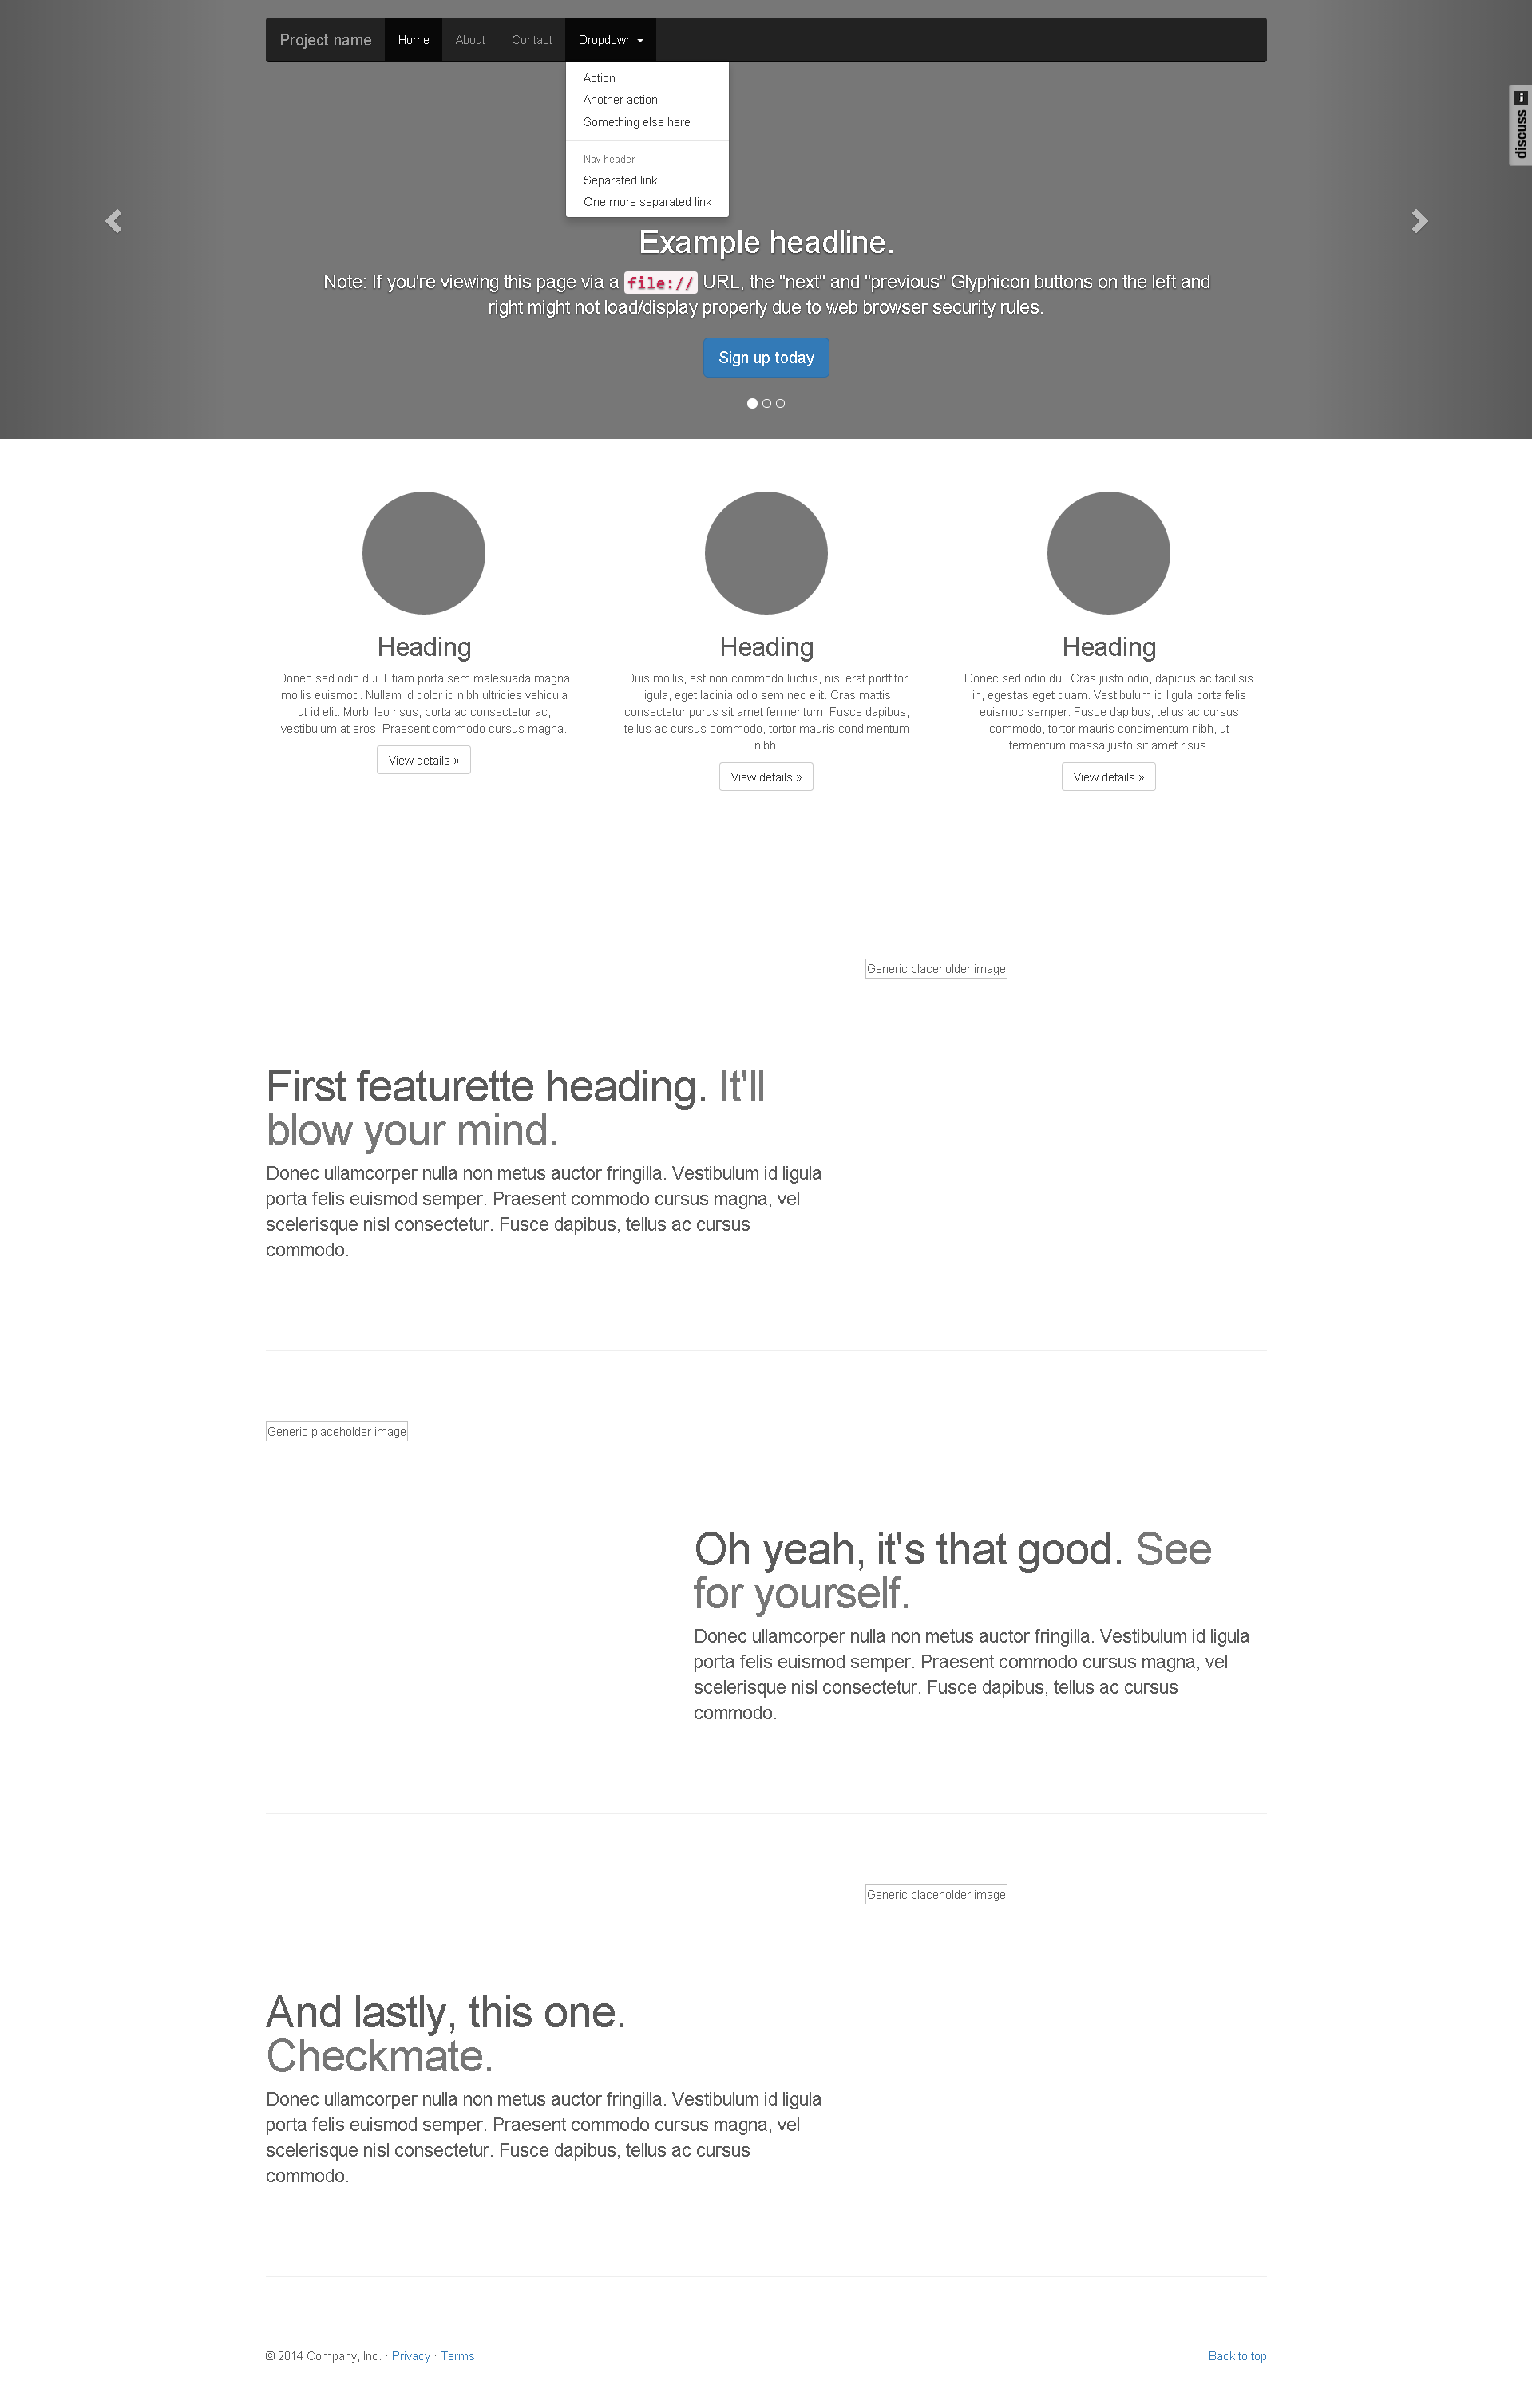 Project name Home About Contact Dropdown
Action
Another action
Something else here
Nav header
Separated link
One more separated link
discuss
Example headline.
Note: If you're viewing this page via a file:// URL, the "next" and "previous" Glyphicon buttons on the left and
right might not load/display properly due to web browser security rules.
Sign up today
Heading
Donec sed odio dui. Etiam porta sem malesuada magna
mollis euismod. Nullam id dolor id nibh ultricies vehicula
ut id elit. Morbi leo risus, porta ac consectetur ac,
vestibulum at eros. Praesent commodo cursus magna.
View details »
Heading
Duis mollis, est non commodo luctus, nisi erat porttitor
ligula, eget lacinia odio sem nec elit. Cras mattis
consectetur purus sit amet fermentum. Fusce dapibus,
tellus ac cursus commodo, tortor mauris condimentum
nibh.
View details »
Heading
Donec sed odio dui. Cras justo odio, dapibus ac facilisis
in, egestas eget quam. Vestibulum id ligula porta felis
euismod semper. Fusce dapibus, tellus ac cursus
commodo, tortor mauris condimentum nibh, ut
fermentum massa justo sit amet risus.
View details »
Generic placeholder image
First featurette heading. It'll
blow your mind.
Donec ullamcorper nulla non metus auctor fringilla. Vestibulum id ligula
porta felis euismod semper. Praesent commodo cursus magna, vel
scelerisque nisl consectetur. Fusce dapibus, tellus ac cursus
commodo.
Generic placeholder image
Oh yeah, it's that good. See
for yourself.
Donec ullamcorper nulla non metus auctor fringilla. Vestibulum id ligula
porta felis euismod semper. Praesent commodo cursus magna, vel
scelerisque nisl consectetur. Fusce dapibus, tellus ac cursus
commodo.
Generic placeholder image
And lastly, this one.
Checkmate.
Donec ullamcorper nulla non metus auctor fringilla. Vestibulum id ligula
porta felis euismod semper. Praesent commodo cursus magna, vel
scelerisque nisl consectetur. Fusce dapibus, tellus ac cursus
commodo.
© 2014 Company, Inc. · Privacy · Terms
Back to top